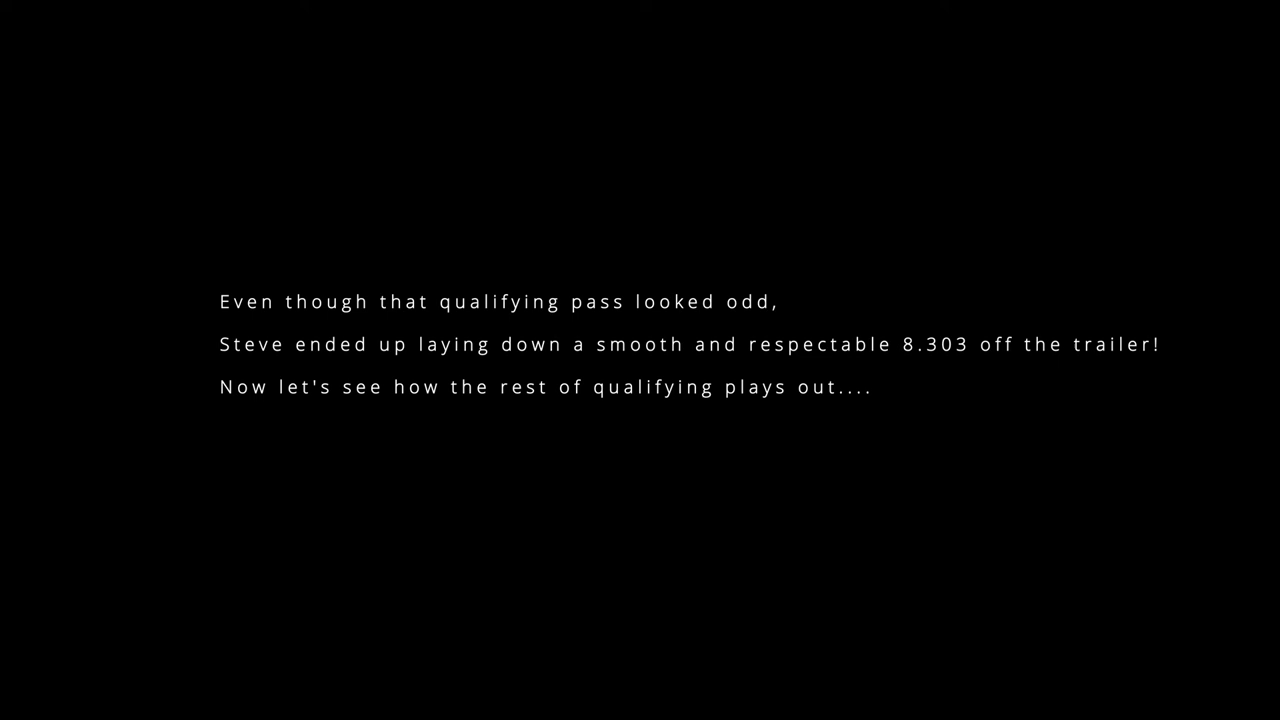 Even though that qualifying pass looked odd,
Steve ended up laying down a smooth and respectable 8.303 off the trailer!
Now let's see how the rest of qualifying plays out....